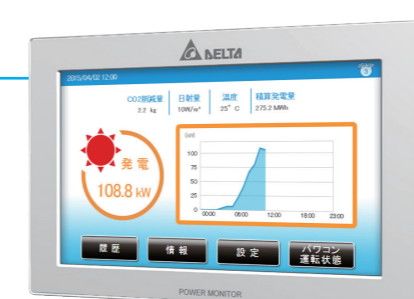 DELTA
2015/04/02 12:00
3
CO2削減量 日射量 温度 積算発電量
2.2 kg 10W/m² 25°C 275.2 MWh
発電
108.8 kW
(kW)
100
75
50
25
0
00:00 06:00 12:00 18:00 23:00
履歴 情報 設定 パワコン
運転状態
POWER MONITOR